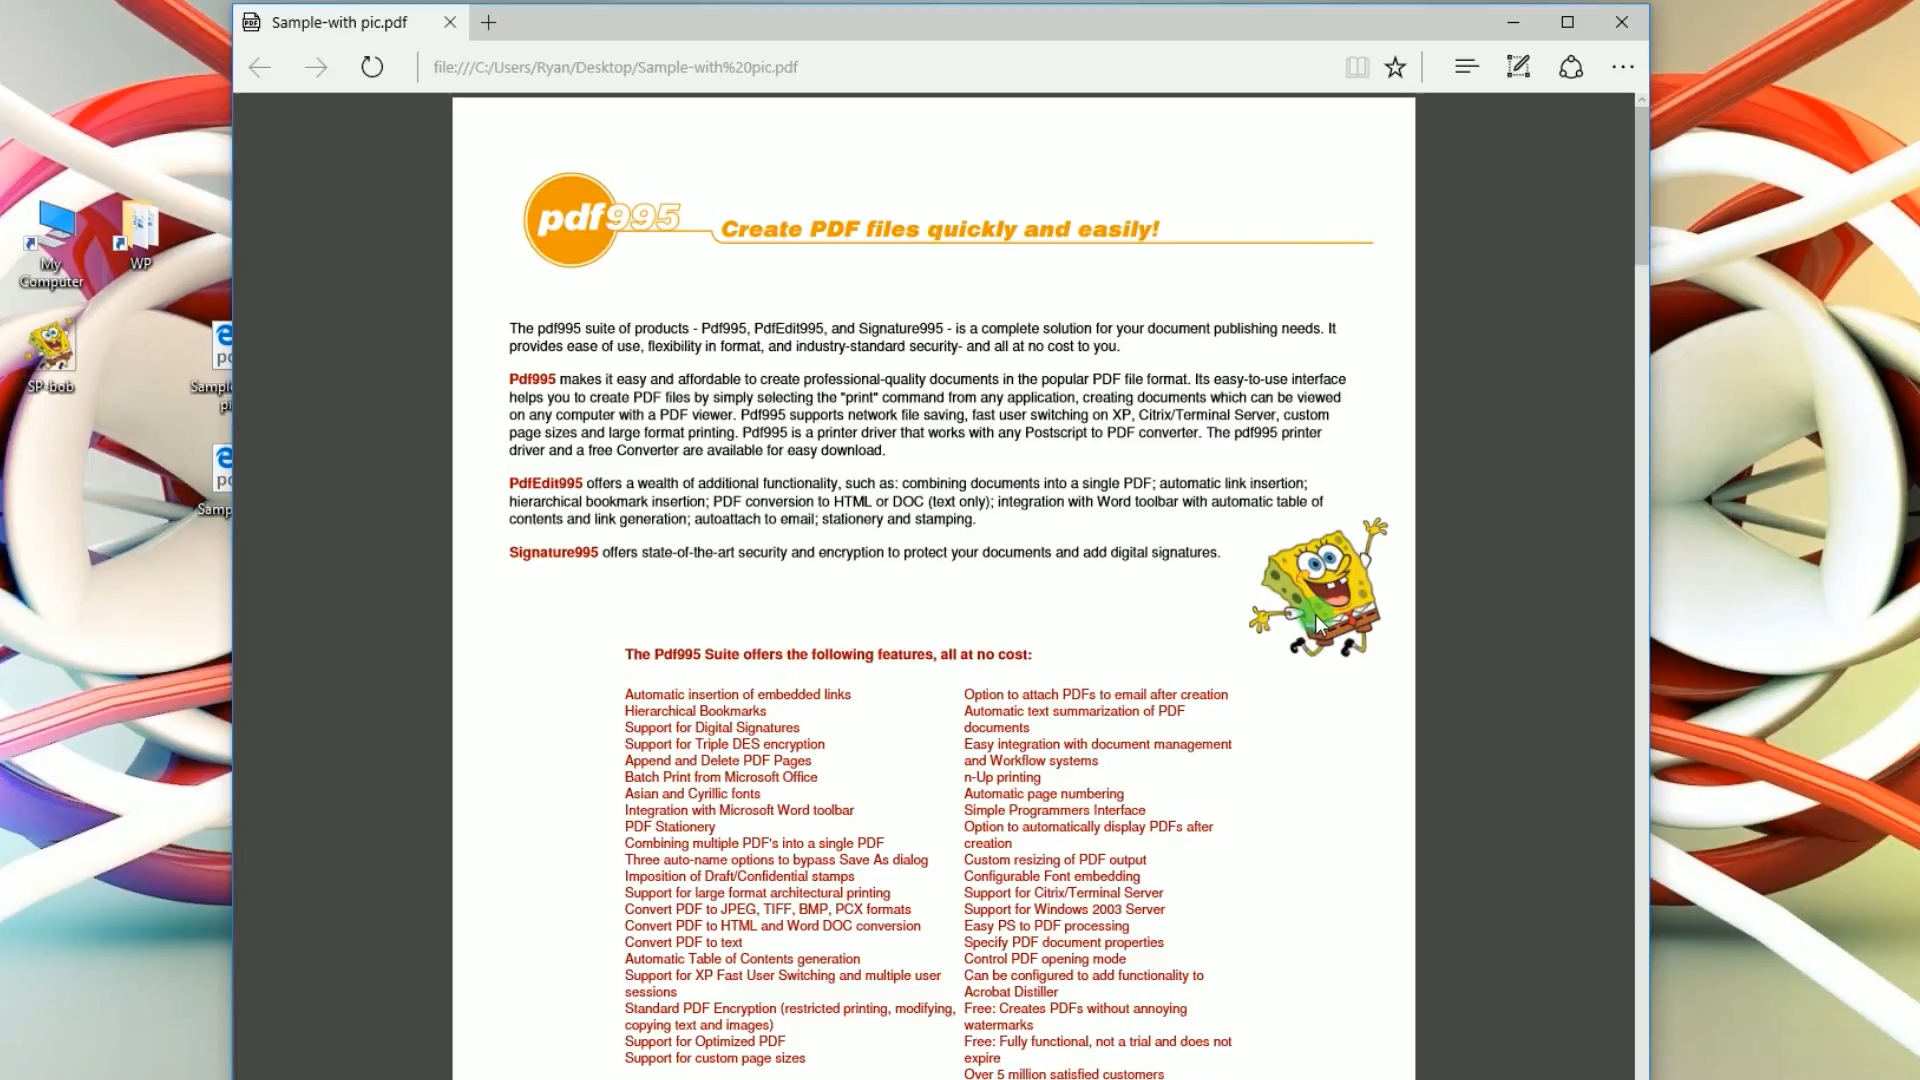 Sample-with pic.pdf
file:///C:/Users/Ryan/Desktop/Sample-with%20pic.pdf
My
Computer
WP
SP-bob
Sample
pi
Samp
pdf995
Create PDF files quickly and easily!
The pdf995 suite of products - Pdf995, PdfEdit995, and Signature995 - is a complete solution for your document publishing needs. It
provides ease of use, flexibility in format, and industry-standard security- and all at no cost to you.
Pdf995 makes it easy and affordable to create professional-quality documents in the popular PDF file format. Its easy-to-use interface
helps you to create PDF files by simply selecting the "print" command from any application, creating documents which can be viewed
on any computer with a PDF viewer. Pdf995 supports network file saving, fast user switching on XP, Citrix/Terminal Server, custom
page sizes and large format printing. Pdf995 is a printer driver that works with any Postscript to PDF converter. The pdf995 printer
driver and a free Converter are available for easy download.
PdfEdit995 offers a wealth of additional functionality, such as: combining documents into a single PDF; automatic link insertion;
hierarchical bookmark insertion; PDF conversion to HTML or DOC (text only); integration with Word toolbar with automatic table of
contents and link generation; autoattach to email; stationery and stamping.
Signature995 offers state-of-the-art security and encryption to protect your documents and add digital signatures.
The Pdf995 Suite offers the following features, all at no cost:
Automatic insertion of embedded links
Hierarchical Bookmarks
Support for Digital Signatures
Support for Triple DES encryption
Append and Delete PDF Pages
Batch Print from Microsoft Office
Asian and Cyrillic fonts
Integration with Microsoft Word toolbar
PDF Stationery
Combining multiple PDF's into a single PDF
Three auto-name options to bypass Save As dialog
Imposition of Draft/Confidential stamps
Support for large format architectural printing
Convert PDF to JPEG, TIFF, BMP, PCX formats
Convert PDF to HTML and Word DOC conversion
Convert PDF to text
Automatic Table of Contents generation
Support for XP Fast User Switching and multiple user
sessions
Standard PDF Encryption (restricted printing, modifying,
copying text and images)
Support for Optimized PDF
Support for custom page sizes
Option to attach PDFs to email after creation
Automatic text summarization of PDF
documents
Easy integration with document management
and Workflow systems
n-Up printing
Automatic page numbering
Simple Programmers Interface
Option to automatically display PDFs after
creation
Custom resizing of PDF output
Configurable Font embedding
Support for Citrix/Terminal Server
Support for Windows 2003 Server
Easy PS to PDF processing
Specify PDF document properties
Control PDF opening mode
Can be configured to add functionality to
Acrobat Distiller
Free: Creates PDFs without annoying
watermarks
Free: Fully functional, not a trial and does not
expire
Over 5 million satisfied customers